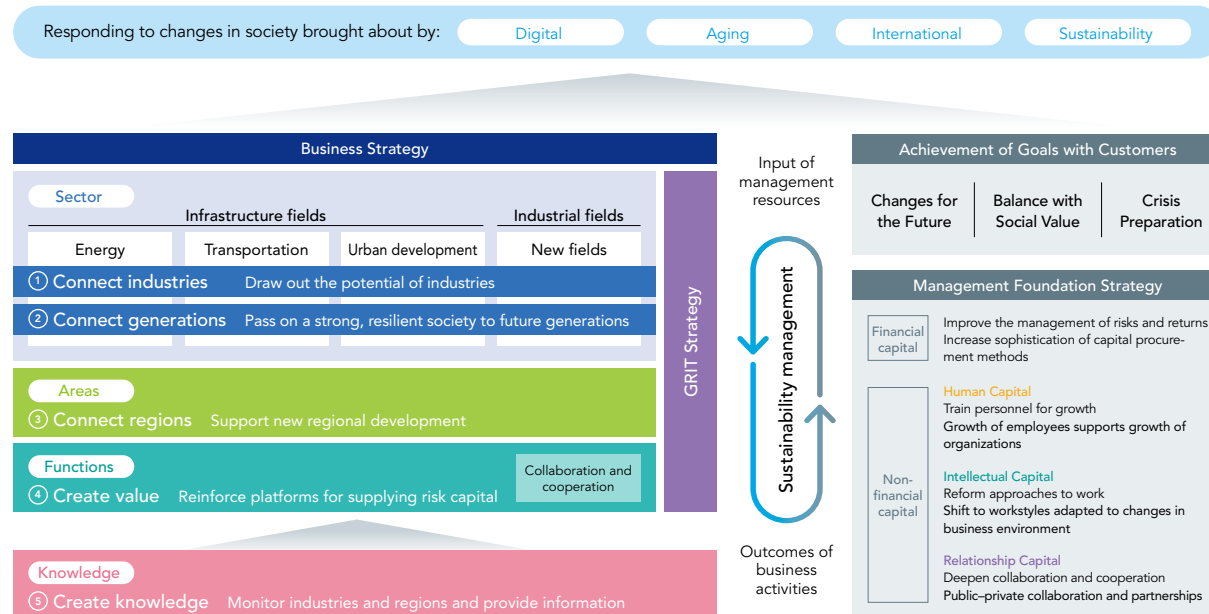 Responding to changes in society brought about by: Digital Aging International Sustainability
Business Strategy
Sector
Infrastructure fields
Industrial fields
Energy
Transportation
Urban development
New fields
① Connect industries Draw out the potential of industries
② Connect generations Pass on a strong, resilient society to future generations
Areas
③ Connect regions Support new regional development
Functions
④ Create value Reinforce platforms for supplying risk capital
Collaboration and
cooperation
GRIT Strategy
Knowledge
⑤ Create knowledge Monitor industries and regions and provide information
Input of
management
resources
Sustainability management
Outcomes of
business
activities
Achievement of Goals with Customers
Changes for
the Future
Balance with
Social Value
Crisis
Preparation
Management Foundation Strategy
Financial
capital
Improve the management of risks and returns
Increase sophistication of capital procure-
ment methods
Non-
financial
capital
Human Capital
Train personnel for growth
Growth of employees supports growth of
organizations
Intellectual Capital
Reform approaches to work
Shift to workstyles adapted to changes in
business environment
Relationship Capital
Deepen collaboration and cooperation
Public–private collaboration and partnerships